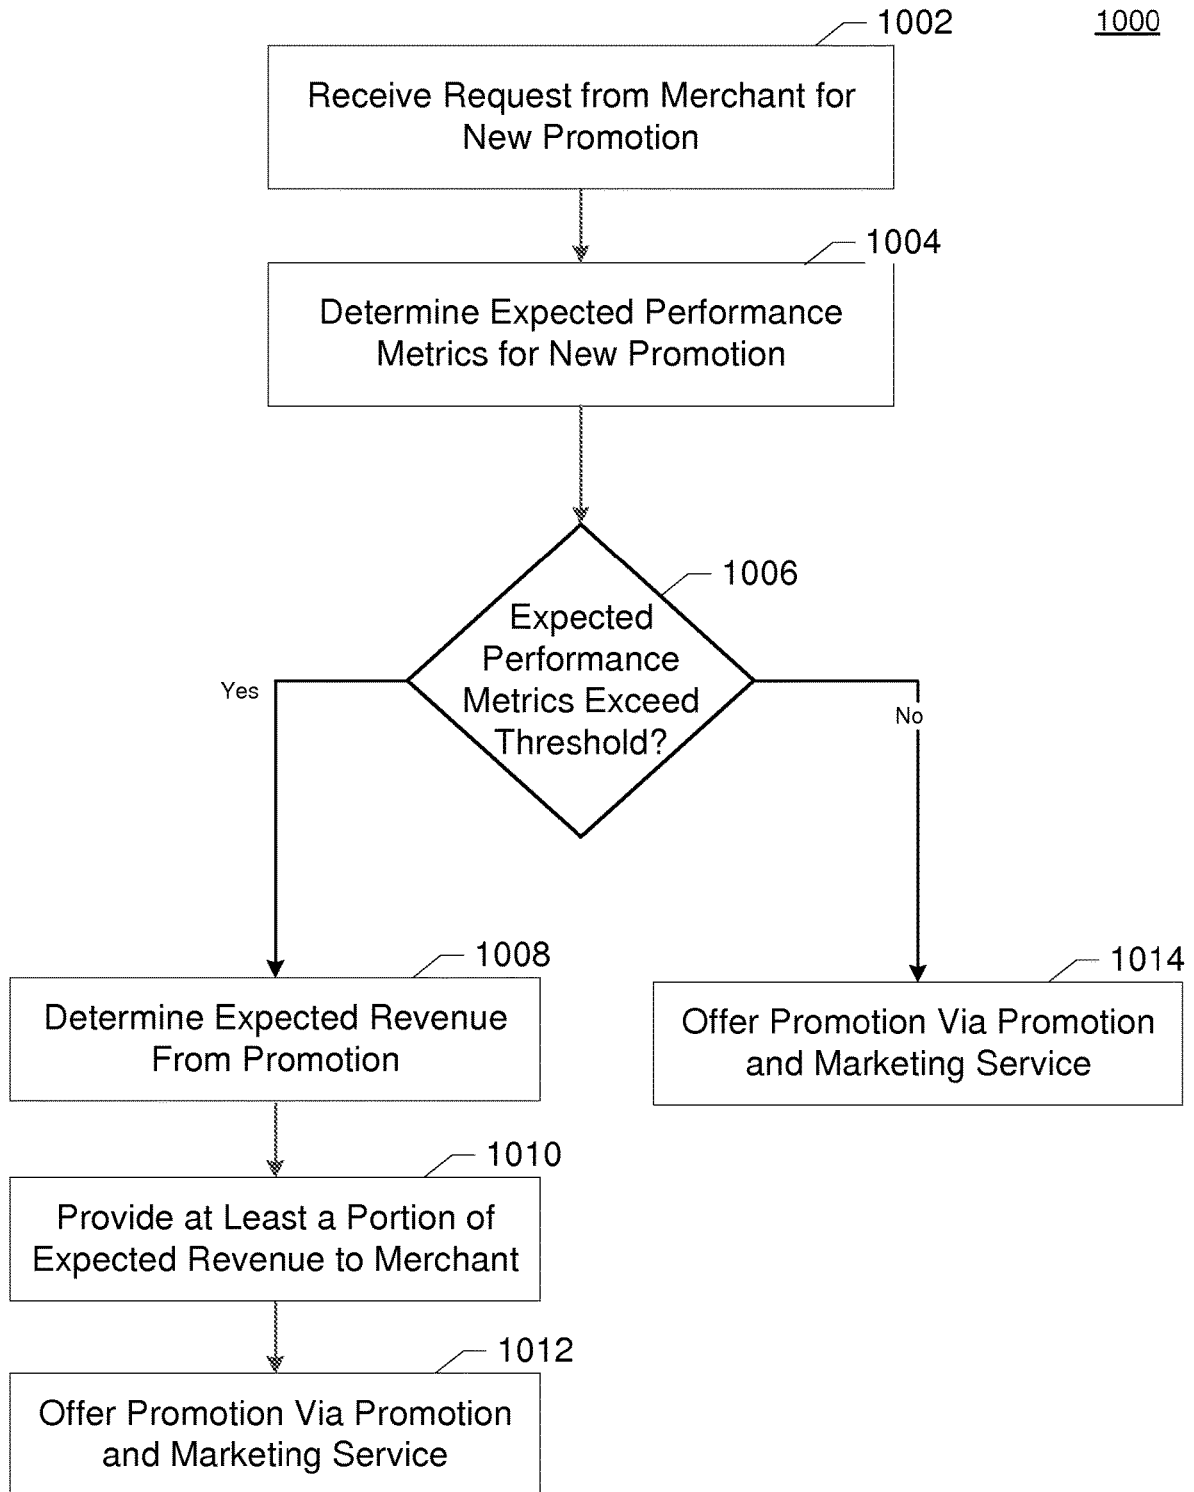 1002
1000
Receive Request from Merchant for
New Promotion
1004
Determine Expected Performance
Metrics for New Promotion
1006
Expected
Performance
Metrics Exceed
Threshold?
Yes
No
1008
Determine Expected Revenue
From Promotion
1014
Offer Promotion Via Promotion
and Marketing Service
1010
Provide at Least a Portion of
Expected Revenue to Merchant
1012
Offer Promotion Via Promotion
and Marketing Service